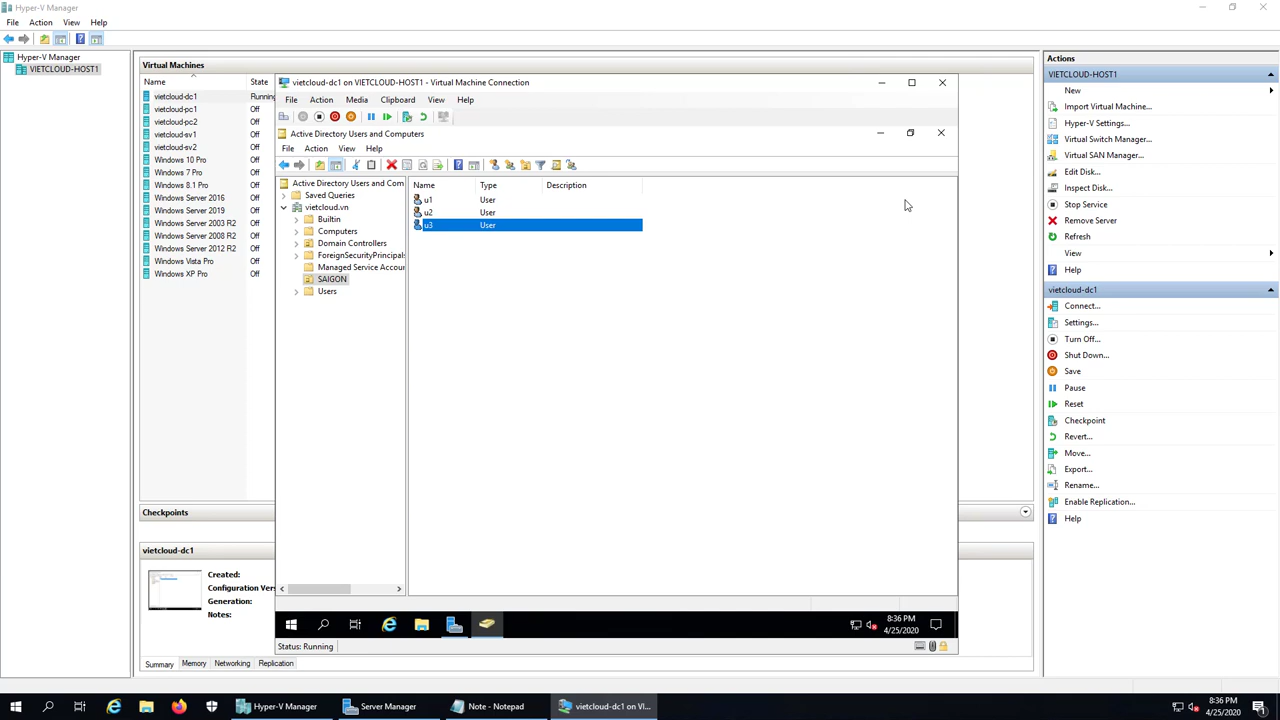 Hyper-V Manager
File Action View Help
Hyper-V Manager
VIETCLOUD-HOST1
Virtual Machines
Name State
vietcloud-dc1 Running
vietcloud-pc1 Off
vietcloud-pc2 Off
vietcloud-sv1 Off
vietcloud-sv2 Off
Windows 10 Pro Off
Windows 7 Pro Off
Windows 8.1 Pro Off
Windows Server 2016 Off
Windows Server 2019 Off
Windows Server 2003 R2 Off
Windows Server 2008 R2 Off
Windows Server 2012 R2 Off
Windows Vista Pro Off
Windows XP Pro Off
Checkpoints
vietcloud-dc1
Created:
Configuration Vers
Generation:
Notes:
Summary Memory Networking Replication
vietcloud-dc1 on VIETCLOUD-HOST1 - Virtual Machine Connection
File Action Media Clipboard View Help
Active Directory Users and Computers
File Action View Help
Active Directory Users and Com
Saved Queries
vietcloud.vn
Builtin
Computers
Domain Controllers
ForeignSecurityPrincipals
Managed Service Accoun
SAIGON
Users
Name Type Description
u1 User
u2 User
u3 User
8:36 PM
4/25/2020
Status: Running
Actions
VIETCLOUD-HOST1
New
Import Virtual Machine...
Hyper-V Settings...
Virtual Switch Manager...
Virtual SAN Manager...
Edit Disk...
Inspect Disk...
Stop Service
Remove Server
Refresh
View
Help
vietcloud-dc1
Connect...
Settings...
Turn Off...
Shut Down...
Save
Pause
Reset
Checkpoint
Revert...
Move...
Export...
Rename...
Enable Replication...
Help
Hyper-V Manager
Server Manager
Note - Notepad
vietcloud-dc1 on VI...
8:36 PM
4/25/2020